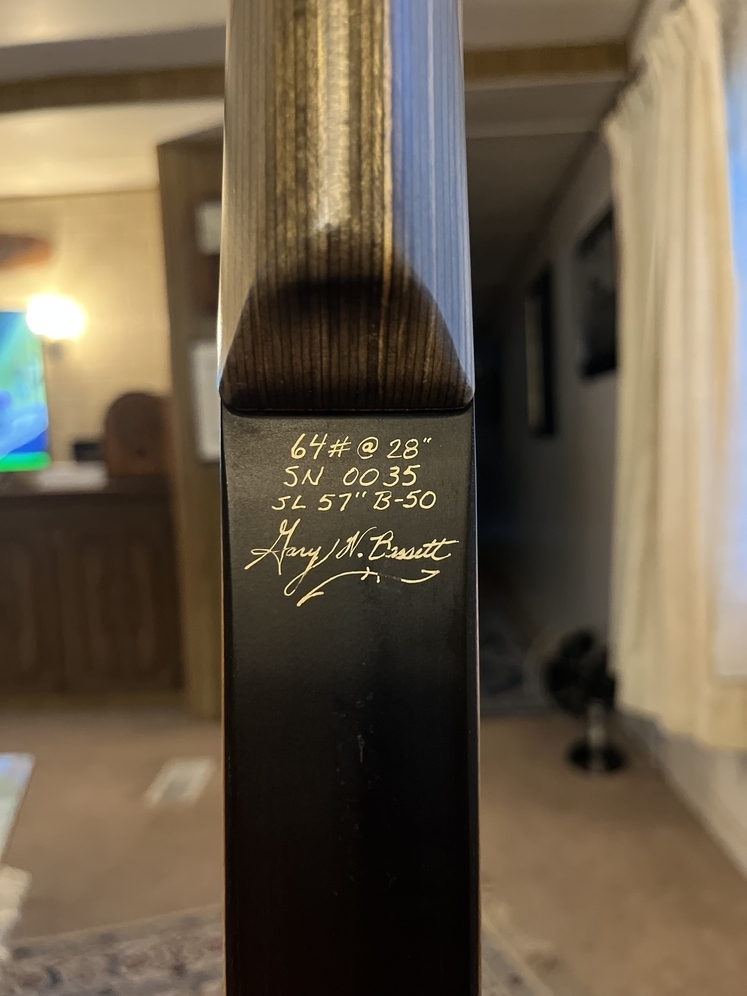 64# @ 28"
SN 0035
SL 57" B-50
Gary N. Bassett